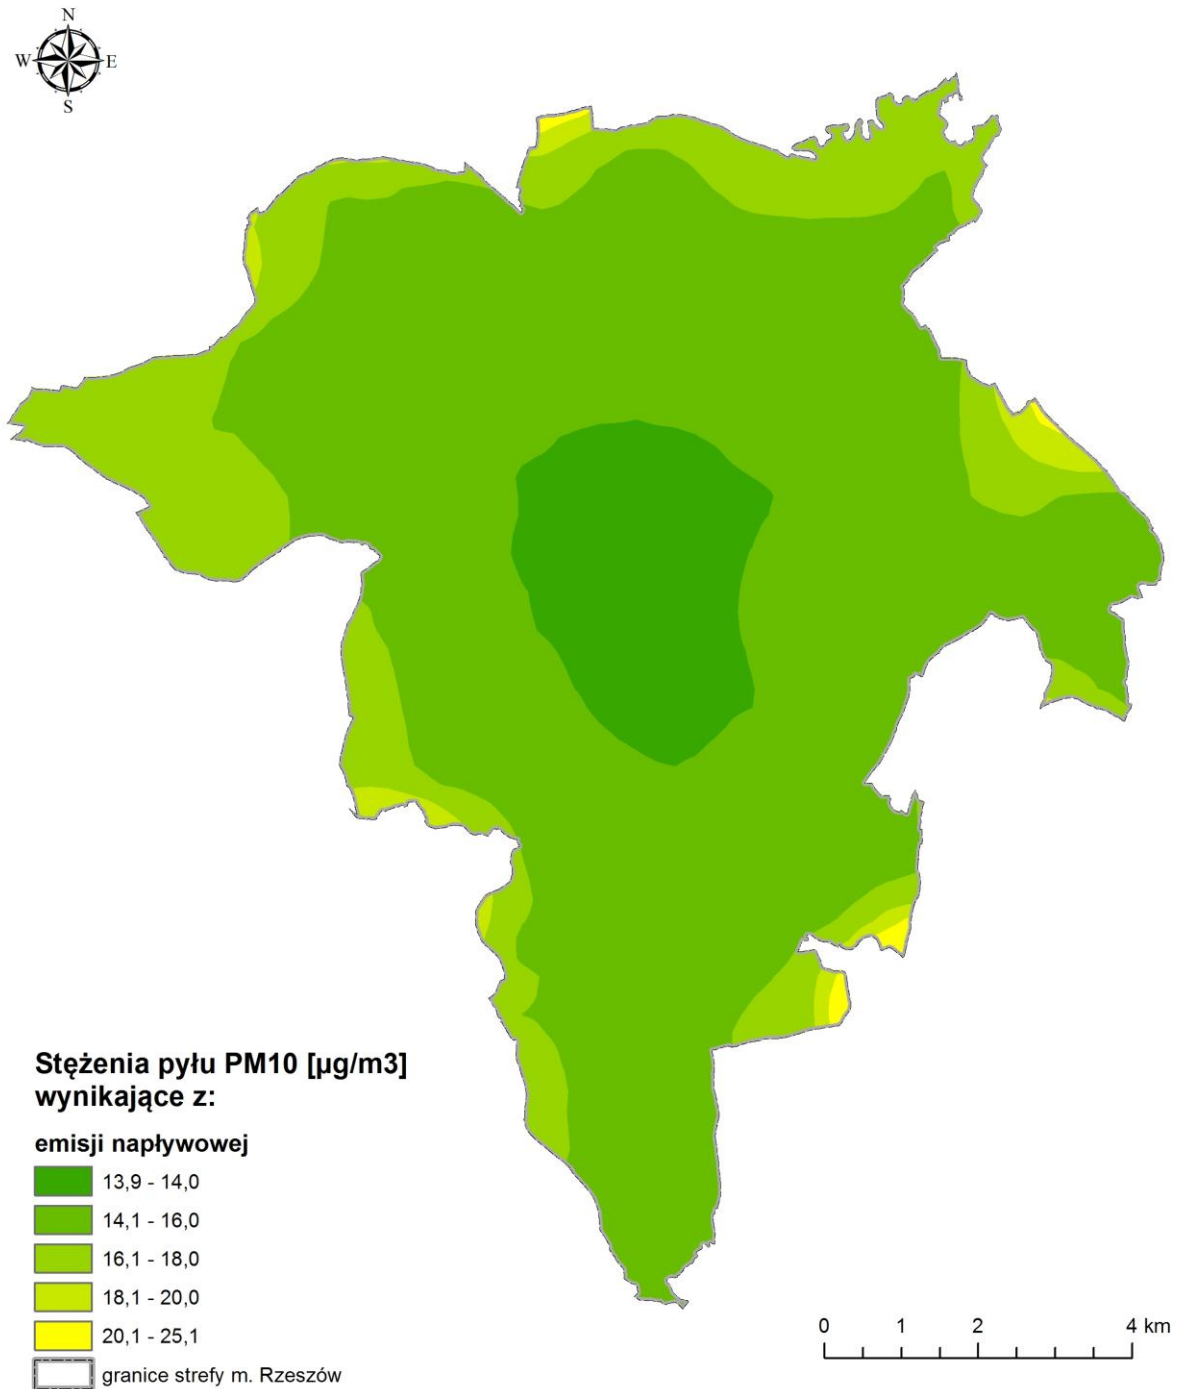 N
W E
S
Stężenia pyłu PM10 [µg/m3]
wynikające z:
emisji napływowej
13,9 - 14,0
14,1 - 16,0
16,1 - 18,0
18,1 - 20,0
20,1 - 25,1
granice strefy m. Rzeszów
0 1 2 4 km